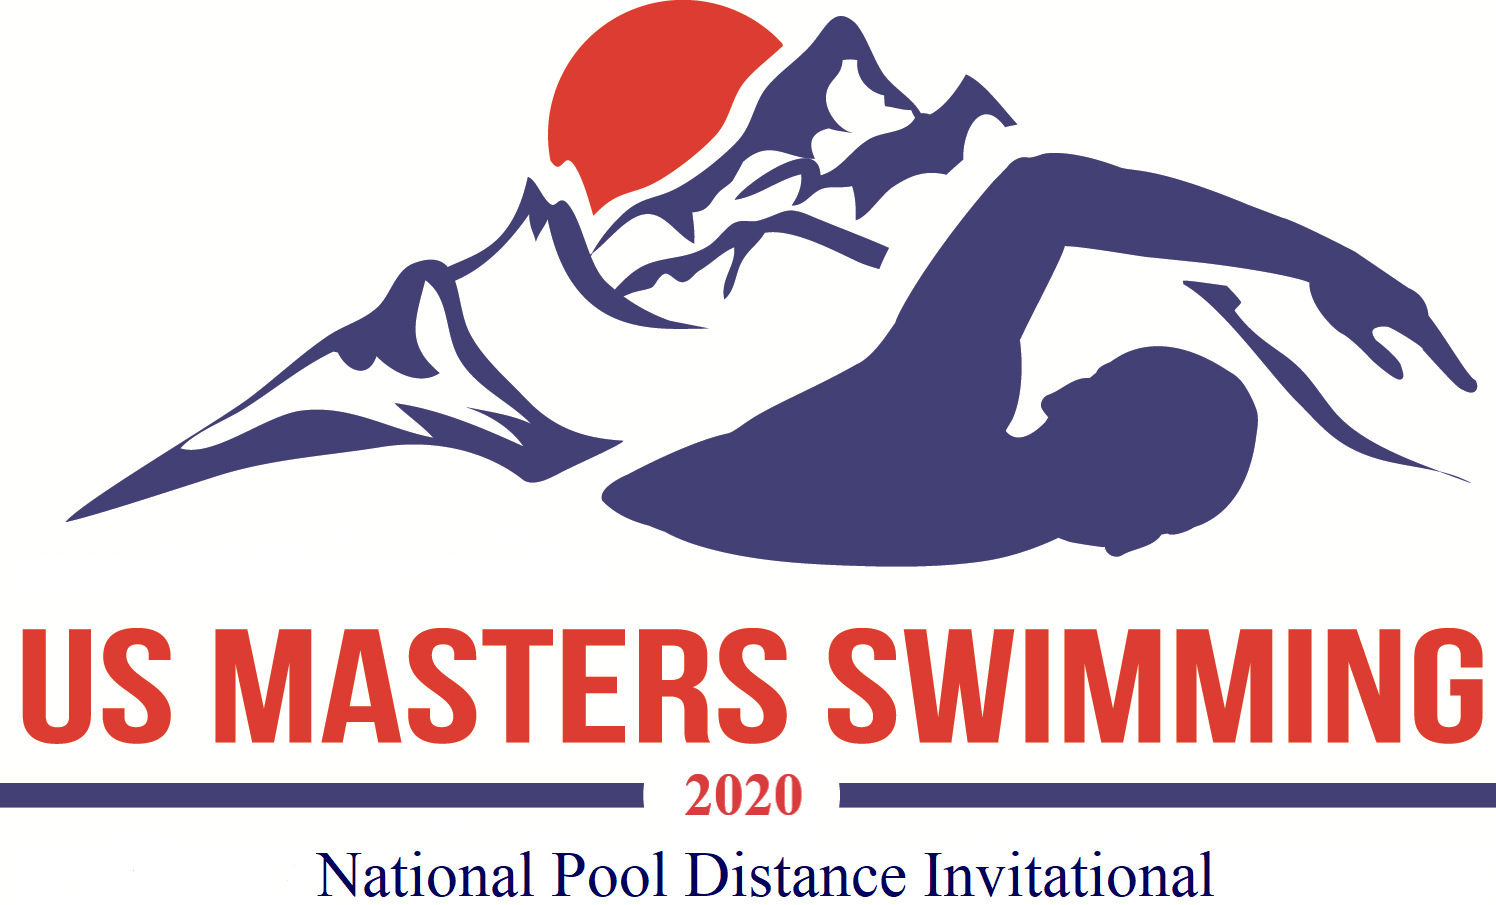 US MASTERS SWIMMING
2020
National Pool Distance Invitational